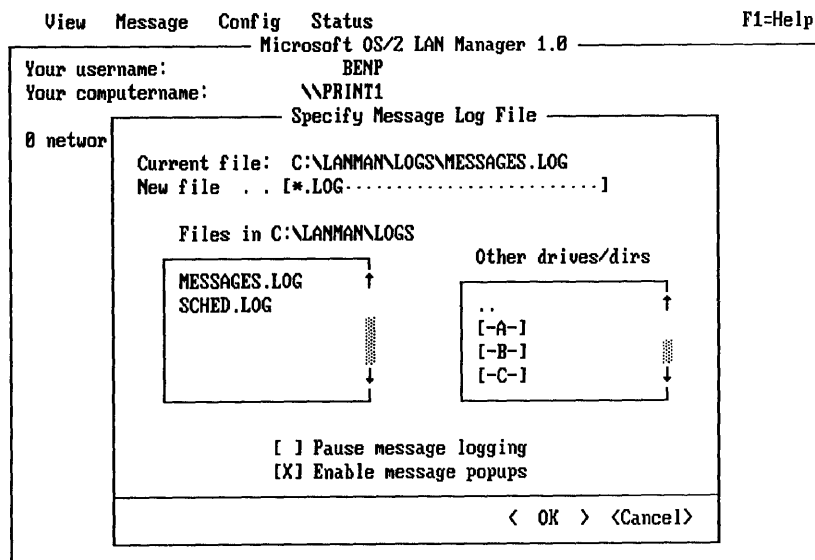 View Message Config Status F1=Help
Microsoft OS/2 LAN Manager 1.0
Your username: BENP
Your computername: \\PRINT1
Specify Message Log File
0 networ
Current file: C:\LANMAN\LOGS\MESSAGES.LOG
New file . . [*.LOG·························]
Files in C:\LANMAN\LOGS
Other drives/dirs
MESSAGES.LOG
SCHED.LOG
..
[-A-]
[-B-]
[-C-]
[ ] Pause message logging
[X] Enable message popups
< OK > <Cancel>